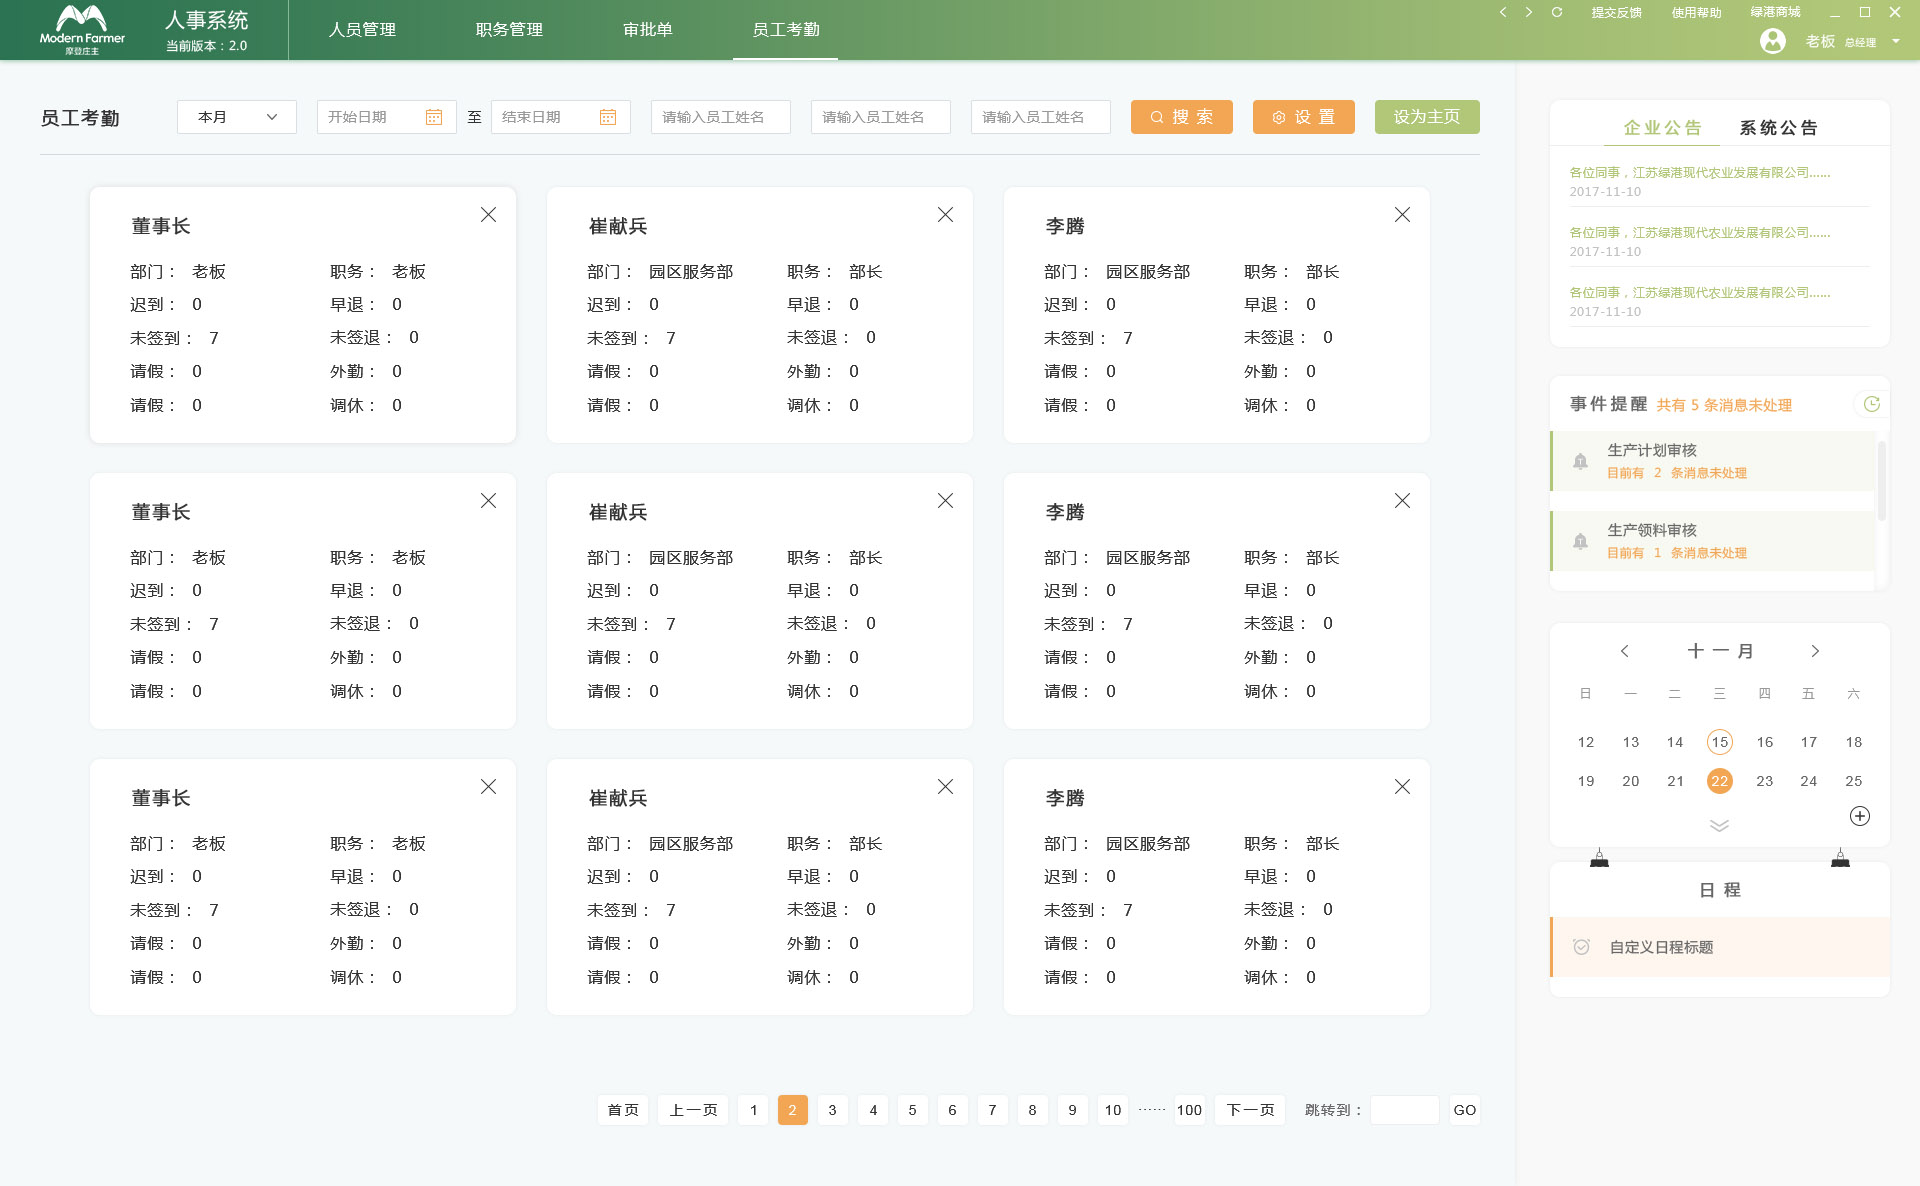 Modern Farmer
摩登庄主
人事系统
当前版本：2.0
人员管理 职务管理 审批单 员工考勤
提交反馈 使用帮助 绿港商城
老板 总经理
员工考勤 本月 开始日期 至 结束日期 请输入员工姓名 请输入员工姓名 请输入员工姓名 搜 索 设 置 设为主页
董事长
部门： 老板 职务： 老板
迟到： 0 早退： 0
未签到： 7 未签退： 0
请假： 0 外勤： 0
请假： 0 调休： 0
崔献兵
部门： 园区服务部 职务： 部长
迟到： 0 早退： 0
未签到： 7 未签退： 0
请假： 0 外勤： 0
请假： 0 调休： 0
李腾
部门： 园区服务部 职务： 部长
迟到： 0 早退： 0
未签到： 7 未签退： 0
请假： 0 外勤： 0
请假： 0 调休： 0
董事长
部门： 老板 职务： 老板
迟到： 0 早退： 0
未签到： 7 未签退： 0
请假： 0 外勤： 0
请假： 0 调休： 0
崔献兵
部门： 园区服务部 职务： 部长
迟到： 0 早退： 0
未签到： 7 未签退： 0
请假： 0 外勤： 0
请假： 0 调休： 0
李腾
部门： 园区服务部 职务： 部长
迟到： 0 早退： 0
未签到： 7 未签退： 0
请假： 0 外勤： 0
请假： 0 调休： 0
董事长
部门： 老板 职务： 老板
迟到： 0 早退： 0
未签到： 7 未签退： 0
请假： 0 外勤： 0
请假： 0 调休： 0
崔献兵
部门： 园区服务部 职务： 部长
迟到： 0 早退： 0
未签到： 7 未签退： 0
请假： 0 外勤： 0
请假： 0 调休： 0
李腾
部门： 园区服务部 职务： 部长
迟到： 0 早退： 0
未签到： 7 未签退： 0
请假： 0 外勤： 0
请假： 0 调休： 0
首页 上一页 1 2 3 4 5 6 7 8 9 10 ······ 100 下一页 跳转到： GO
企业公告 系统公告
各位同事，江苏绿港现代农业发展有限公司......
2017-11-10
各位同事，江苏绿港现代农业发展有限公司......
2017-11-10
各位同事，江苏绿港现代农业发展有限公司......
2017-11-10
事件提醒 共有 5 条消息未处理
生产计划审核
目前有 2 条消息未处理
生产领料审核
目前有 1 条消息未处理
十一月
日 一 二 三 四 五 六
12 13 14 15 16 17 18
19 20 21 22 23 24 25
日 程
自定义日程标题